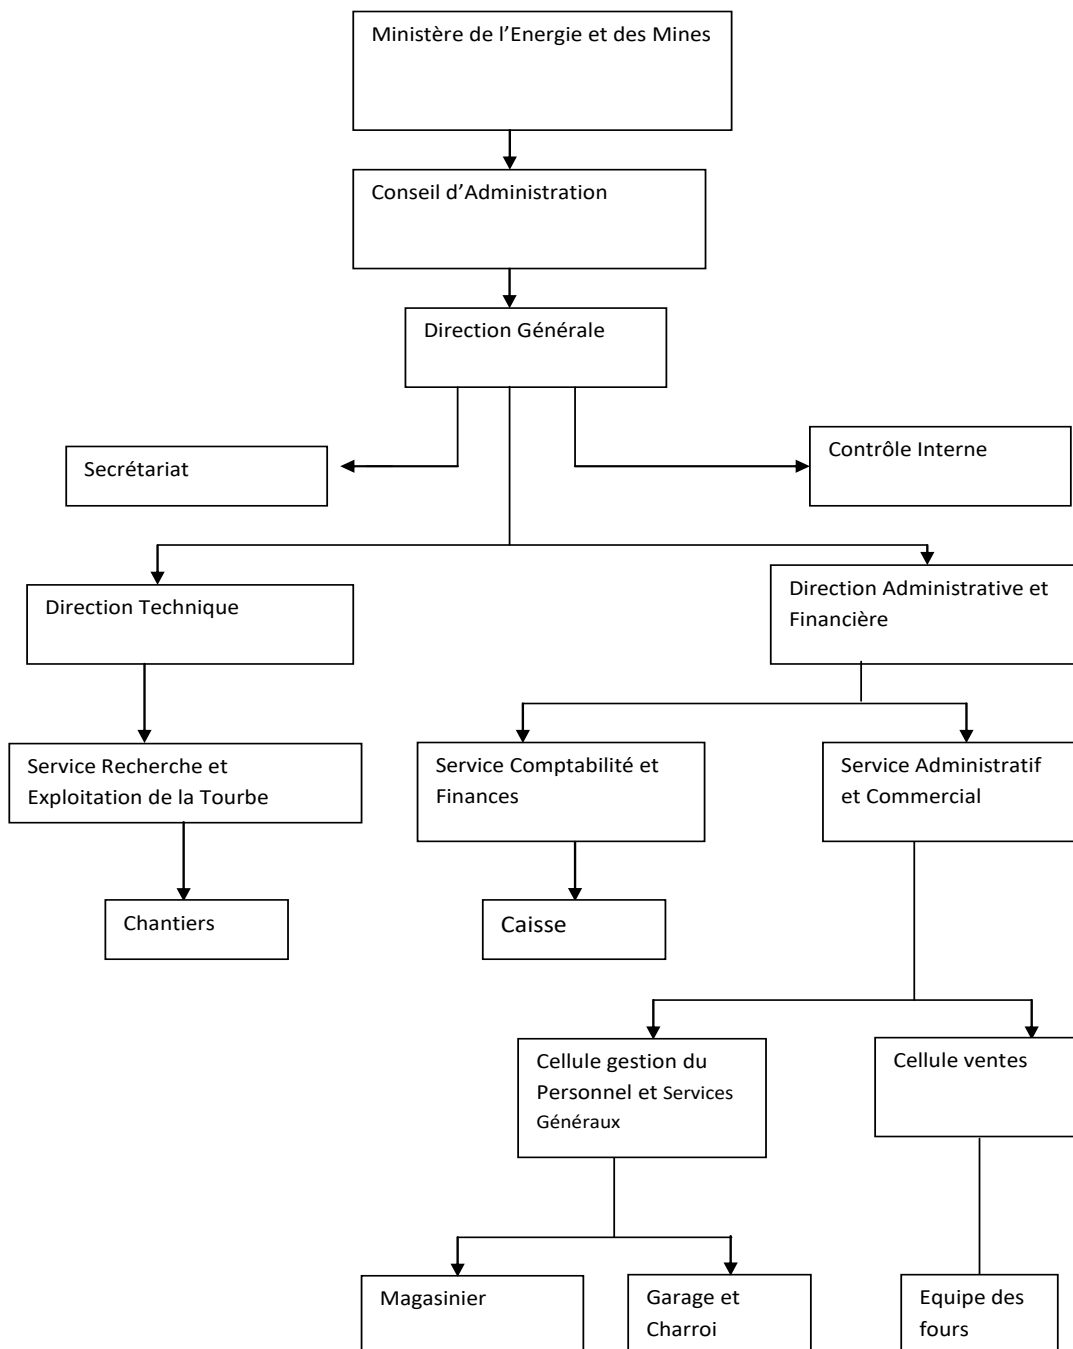 Ministère de l’Energie et des Mines
Conseil d’Administration
Direction Générale
Secrétariat
Contrôle Interne
Direction Technique
Direction Administrative et
Financière
Service Recherche et
Exploitation de la Tourbe
Service Comptabilité et
Finances
Service Administratif
et Commercial
Chantiers
Caisse
Cellule gestion du
Personnel et Services
Généraux
Cellule ventes
Magasinier
Garage et
Charroi
Equipe des
fours